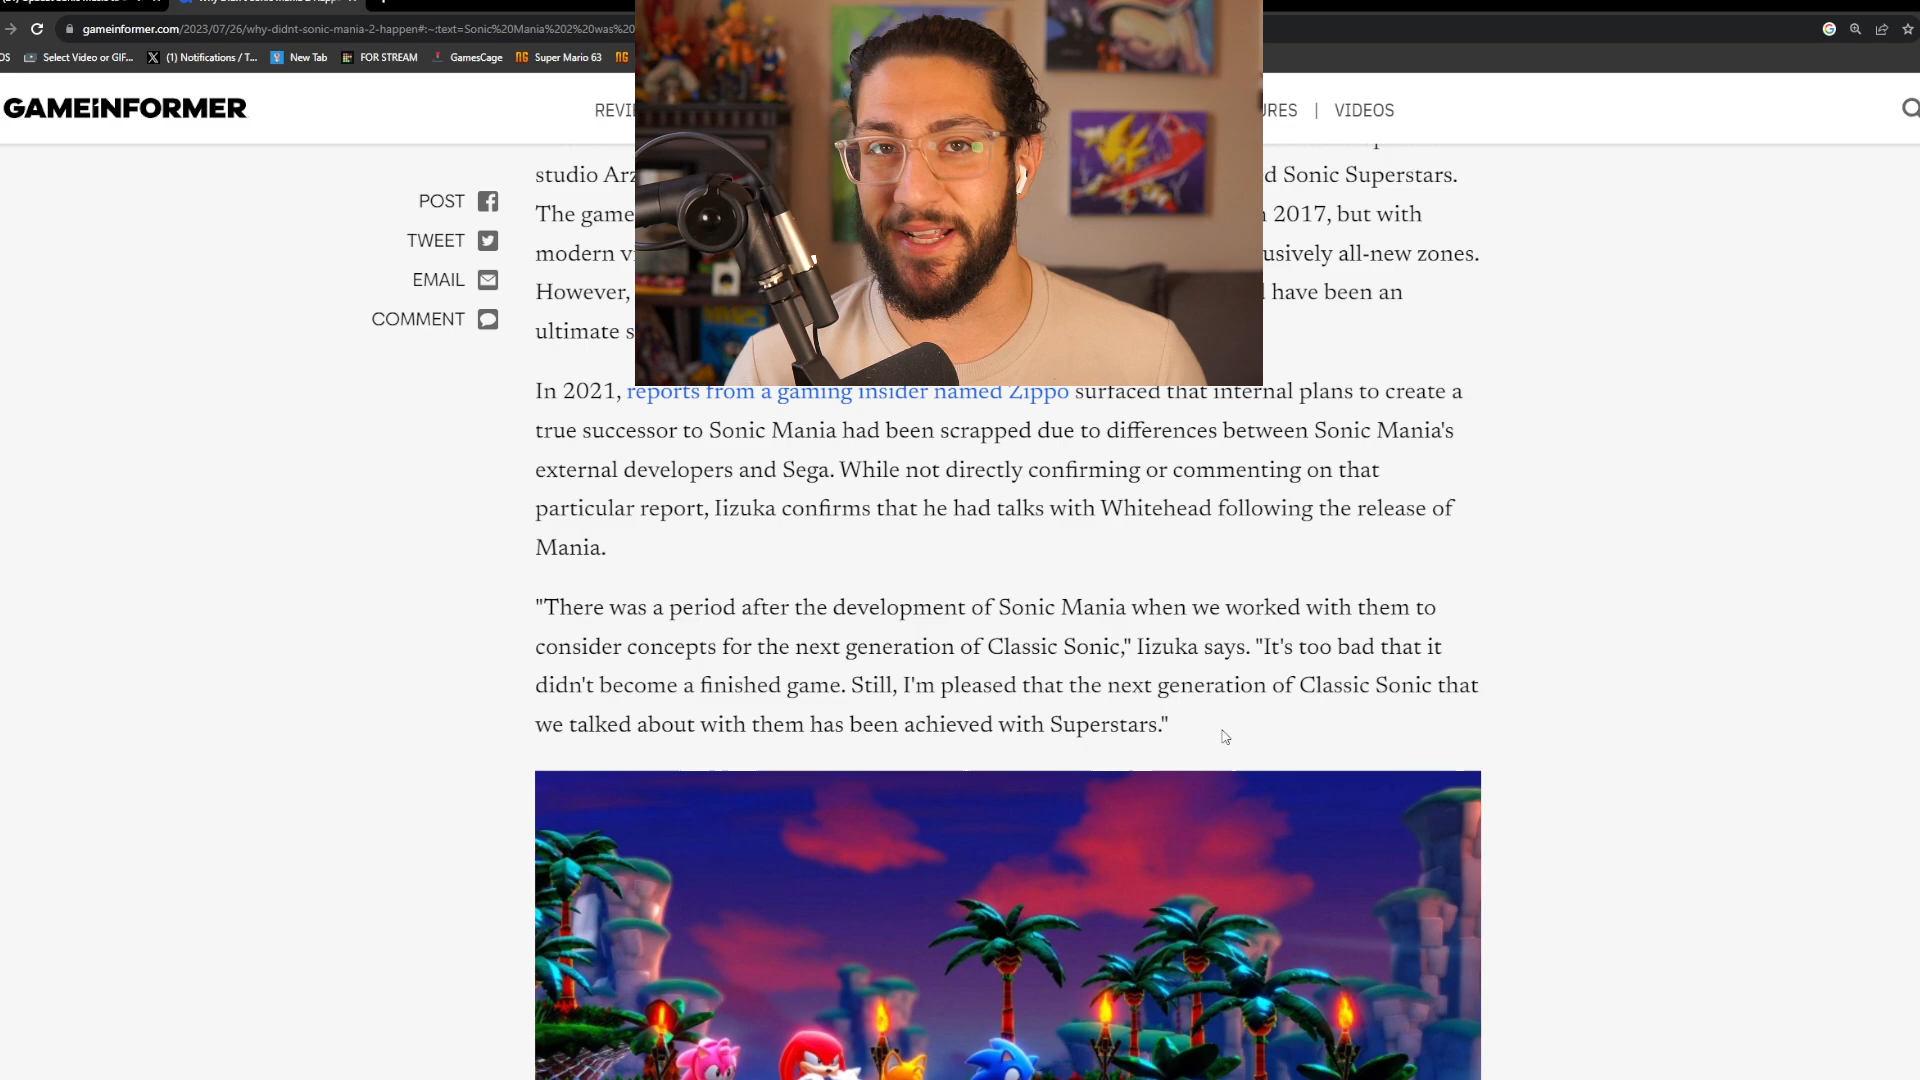 gameinformer.com/2023/07/26/why-didnt-sonic-mania-2-happen#:~:text=Sonic%20Mania%202%20was%20
Select Video or GIF...
(1) Notifications / T...
New Tab
FOR STREAM
GamesCage
Super Mario 63
GAMEiNFORMER
REVI
URES | VIDEOS
POST
TWEET
EMAIL
COMMENT
studio Arz d Sonic Superstars.
The game 2017, but with
modern v usively all-new zones.
However, have been an
ultimate s
In 2021, reports from a gaming insider named Zippo surfaced that internal plans to create a
true successor to Sonic Mania had been scrapped due to differences between Sonic Mania's
external developers and Sega. While not directly confirming or commenting on that
particular report, Iizuka confirms that he had talks with Whitehead following the release of
Mania.
"There was a period after the development of Sonic Mania when we worked with them to
consider concepts for the next generation of Classic Sonic," Iizuka says. "It's too bad that it
didn't become a finished game. Still, I'm pleased that the next generation of Classic Sonic that
we talked about with them has been achieved with Superstars."